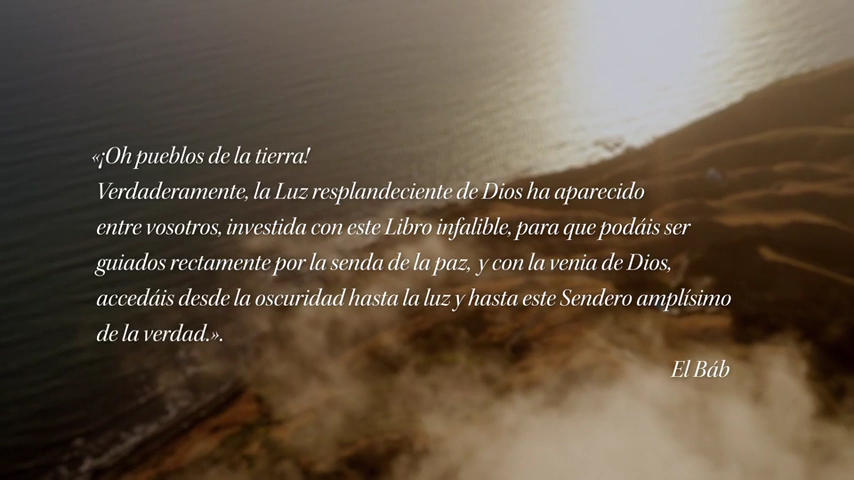 «¡Oh pueblos de la tierra!
Verdaderamente, la Luz resplandeciente de Dios ha aparecido
entre vosotros, investida con este Libro infalible, para que podáis ser
guiados rectamente por la senda de la paz, y con la venia de Dios,
accedáis desde la oscuridad hasta la luz y hasta este Sendero amplísimo
de la verdad.».
El Báb